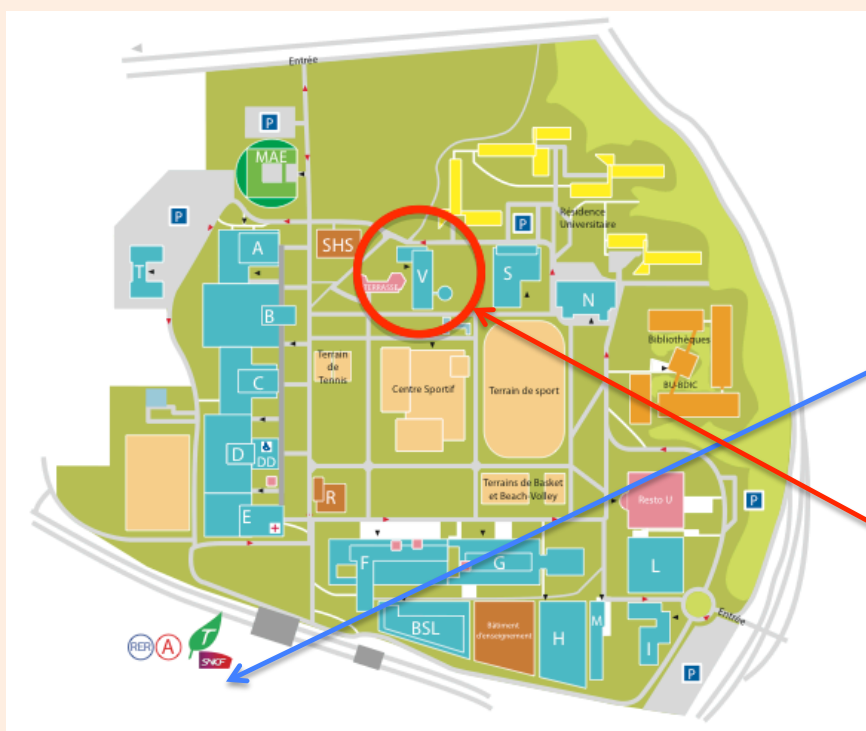 Entrée
P
MAE
P
Résidence
Universitaire
P
A
SHS
T
V
TERRASSE
S
N
B
Terrain
de
Tennis
Centre Sportif
Terrain de sport
Bibliothèques
BU-BDIC
C
D
DD
E
R
Terrains de Basket
et Beach-Volley
Resto U
P
F
G
L
BSL
Bâtiment
d'enseignement
H
M
I
Entrée
P
RER
A
T
SNCF